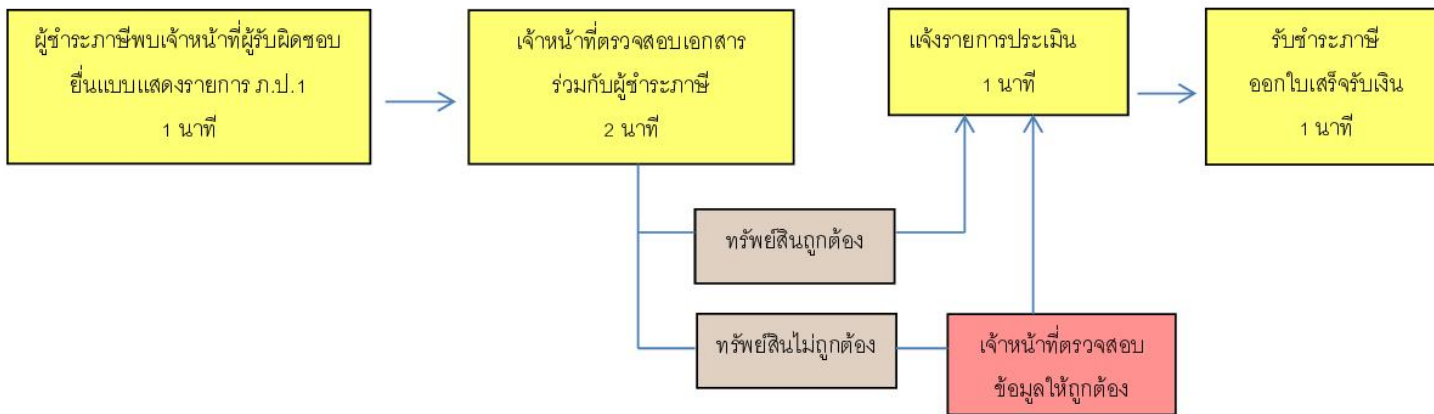 ผู้ชำระภาษีพบเจ้าหน้าที่ผู้รับผิดชอบ
ยื่นแบบแสดงรายการ ภ.ป.1
1 นาที
เจ้าหน้าที่ตรวจสอบเอกสาร
ร่วมกับผู้ชำระภาษี
2 นาที
แจ้งรายการประเมิน
1 นาที
รับชำระภาษี
ออกใบเสร็จรับเงิน
1 นาที
ทรัพย์สินถูกต้อง
ทรัพย์สินไม่ถูกต้อง
เจ้าหน้าที่ตรวจสอบ
ข้อมูลให้ถูกต้อง